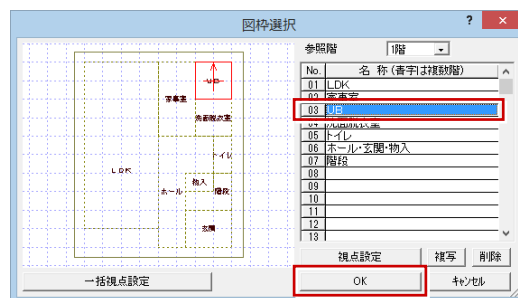 図枠選択
?
×
参照階
1階
No.
名 称(青字は複数階)
01 LDK
02 家事室
03 UB
04 洗面脱衣室
05 トイレ
06 ホール・玄関・物入
07 階段
08
09
10
11
12
13
UB
家事室
洗面脱衣室
トイレ
LDK
物入
ホール
階段
玄関
視点設定
複写
削除
一括視点設定
OK
キャンセル